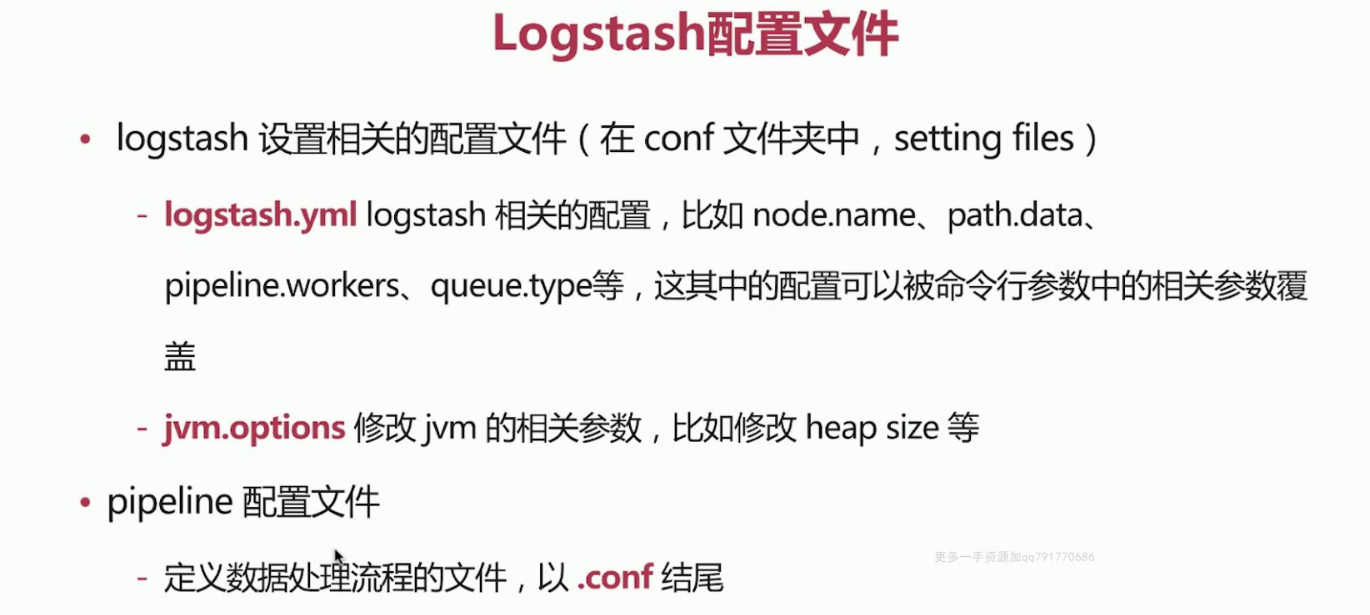 Logstash配置文件
• logstash 设置相关的配置文件（在 conf 文件夹中，setting files）
- logstash.yml logstash 相关的配置，比如 node.name、path.data、
pipeline.workers、queue.type等，这其中的配置可以被命令行参数中的相关参数覆
盖
- jvm.options 修改 jvm 的相关参数，比如修改 heap size 等
• pipeline 配置文件
更多一手资源加qq791770686
- 定义数据处理流程的文件，以 .conf 结尾